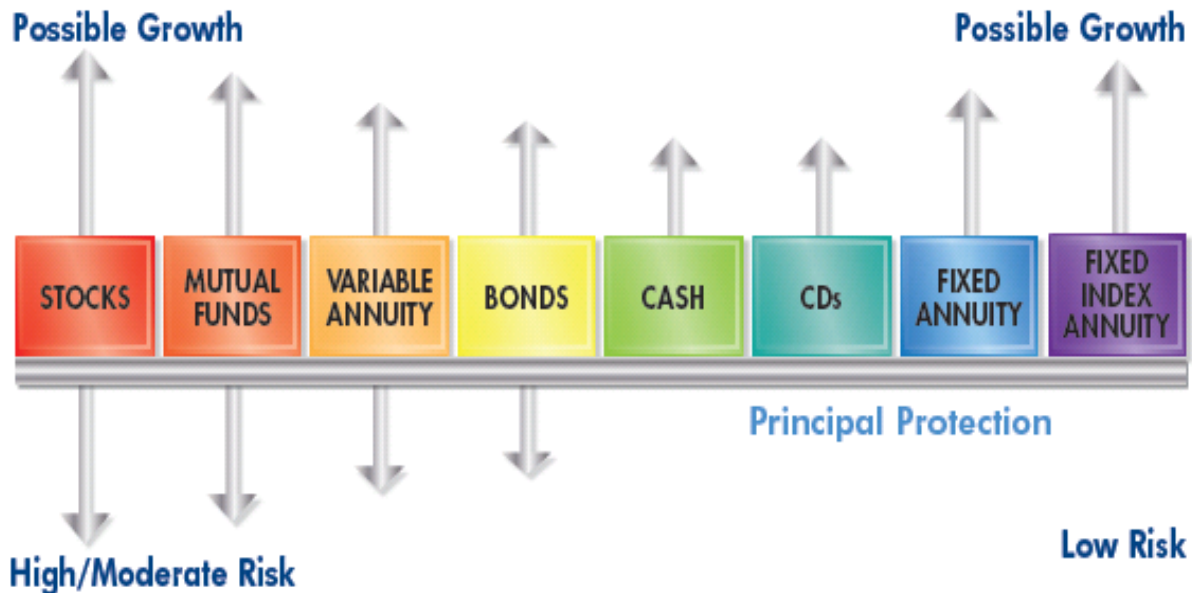 Possible Growth
Possible Growth
STOCKS
MUTUAL
FUNDS
VARIABLE
ANNUITY
BONDS
CASH
CDs
FIXED
ANNUITY
FIXED
INDEX
ANNUITY
Principal Protection
High/Moderate Risk
Low Risk